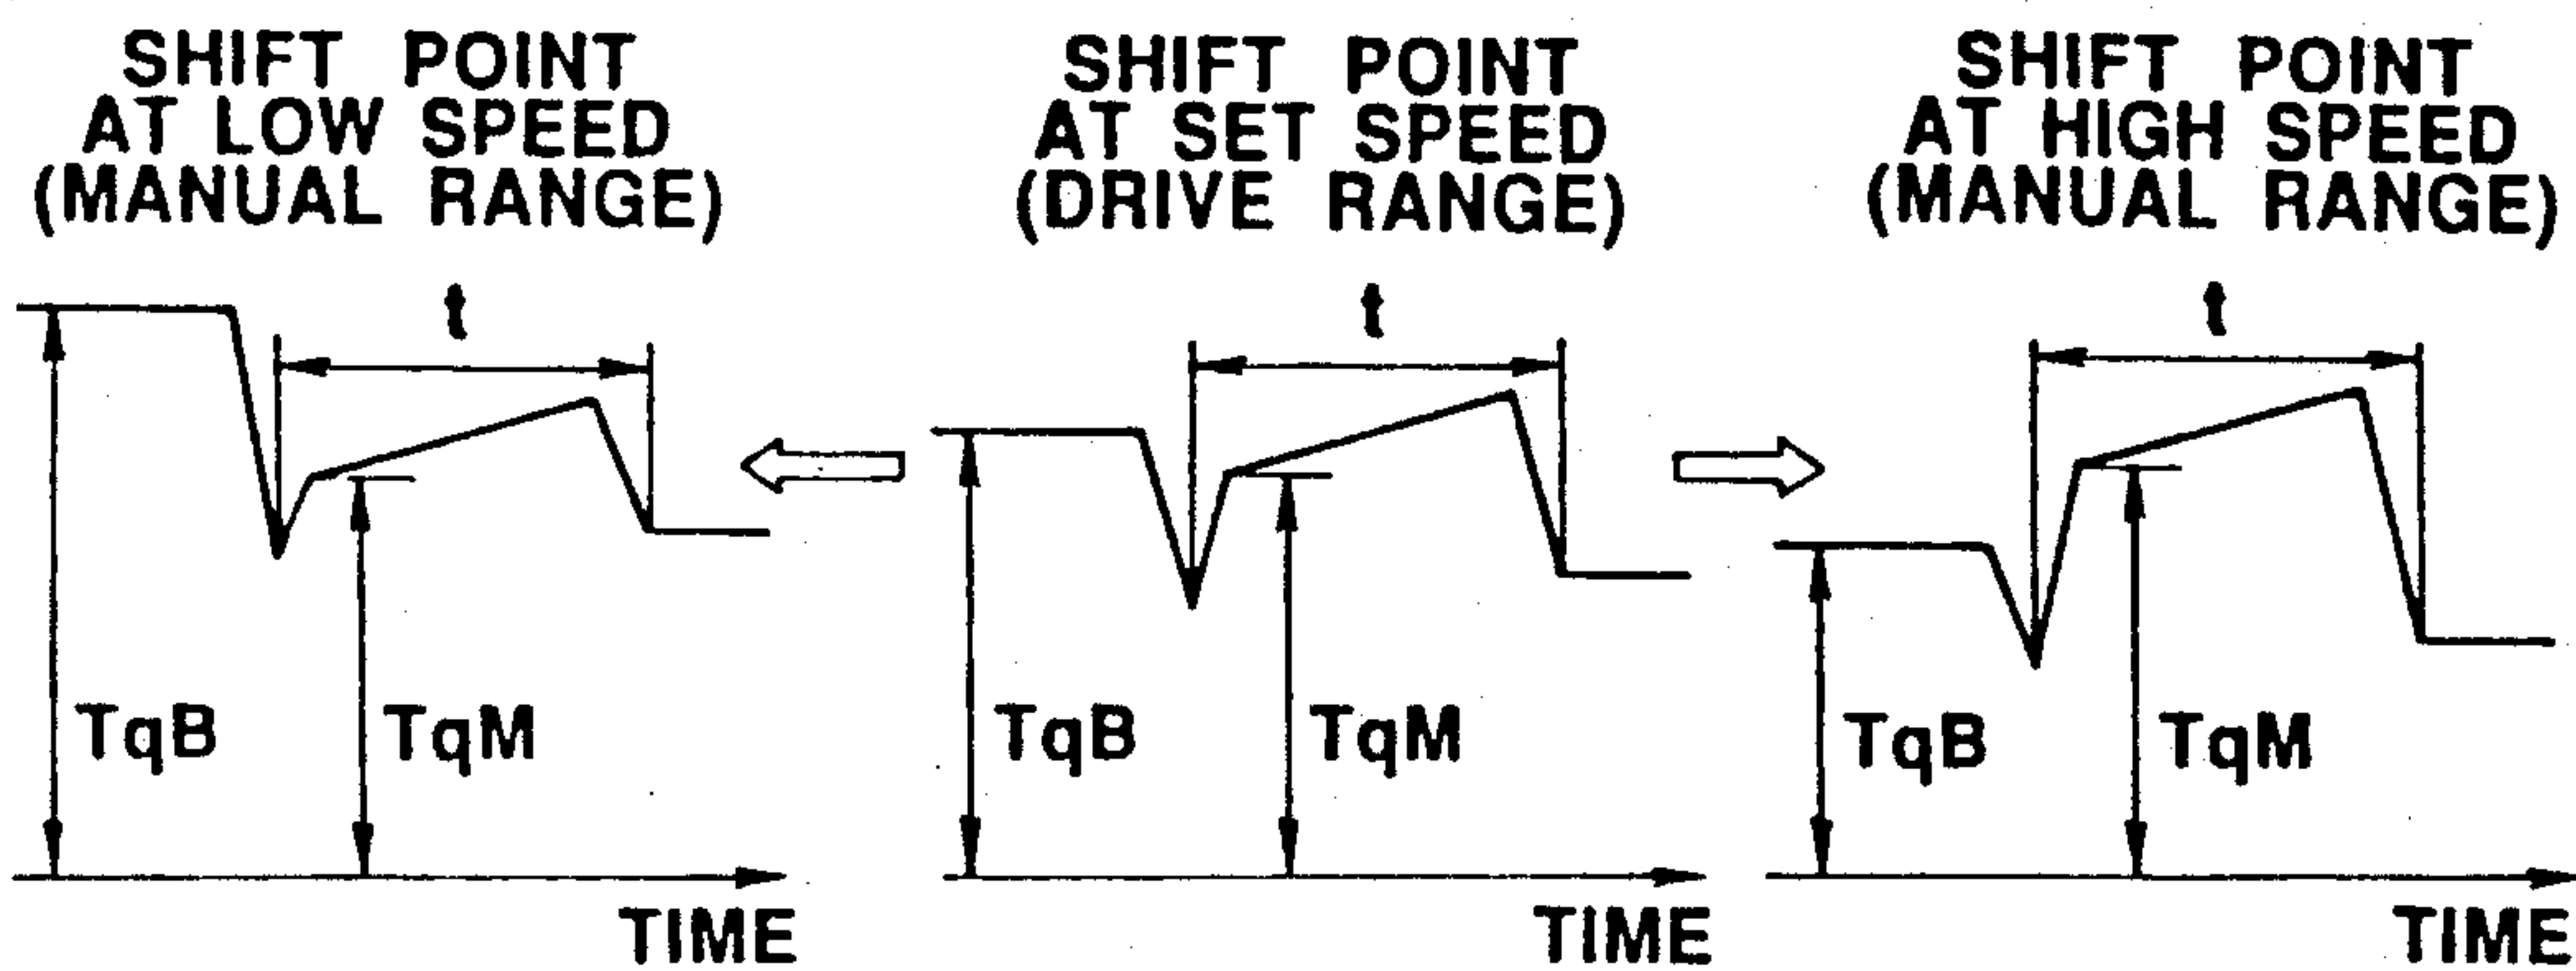 SHIFT POINT
AT LOW SPEED
(MANUAL RANGE)
SHIFT POINT
AT SET SPEED
(DRIVE RANGE)
SHIFT POINT
AT HIGH SPEED
(MANUAL RANGE)
t
t
t
TqB
TqM
TqB
TqM
TqB
TqM
TIME
TIME
TIME